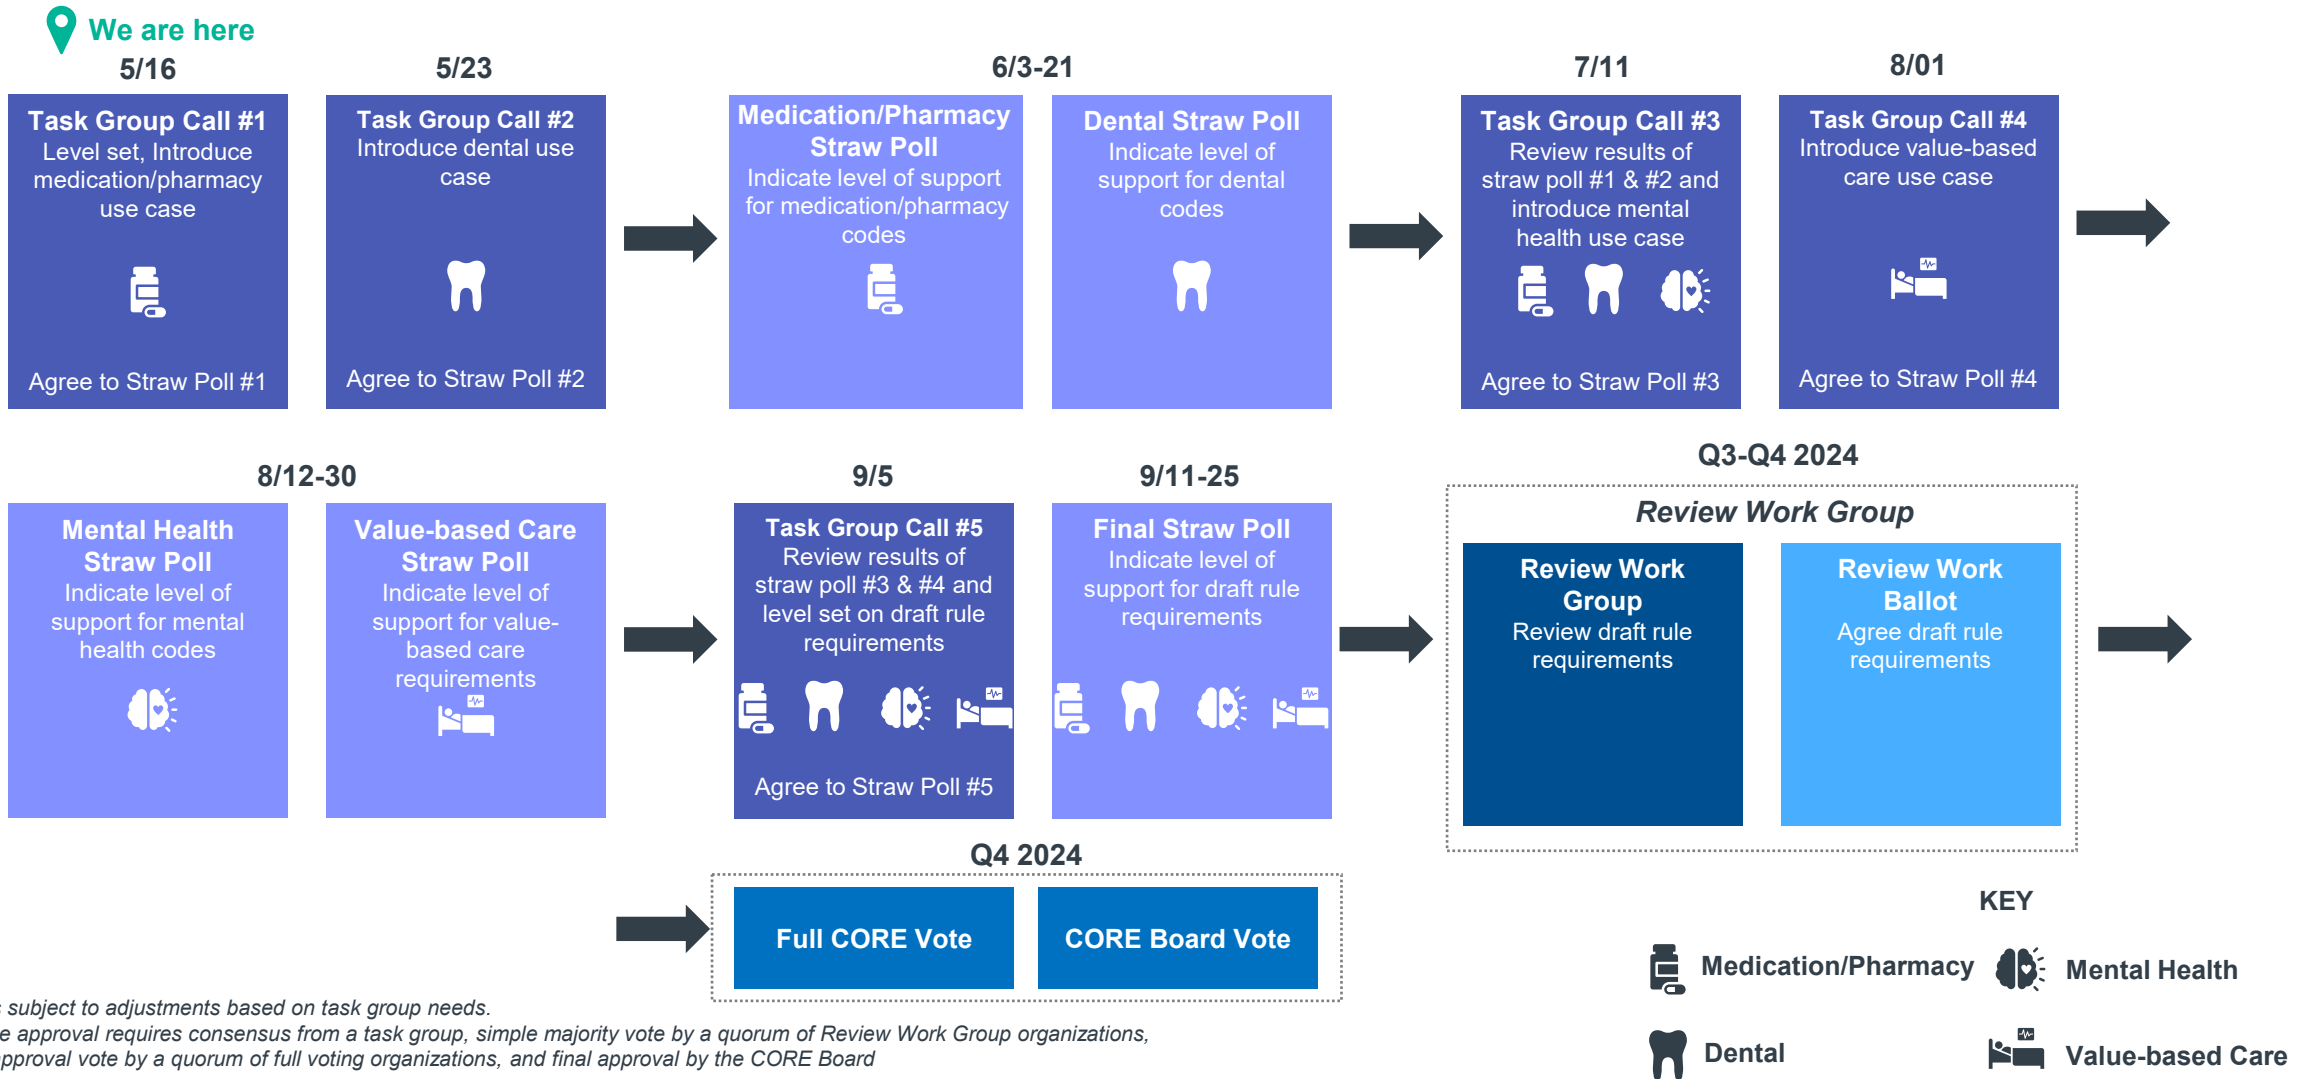 We are here
5/16
Task Group Call #1
Level set, Introduce
medication/pharmacy
use case
Agree to Straw Poll #1
5/23
Task Group Call #2
Introduce dental use
case
Agree to Straw Poll #2
6/3-21
Medication/Pharmacy
Straw Poll
Indicate level of support
for medication/pharmacy
codes
Dental Straw Poll
Indicate level of
support for dental
codes
7/11
Task Group Call #3
Review results of
straw poll #1 & #2 and
introduce mental
health use case
Agree to Straw Poll #3
8/01
Task Group Call #4
Introduce value-based
care use case
Agree to Straw Poll #4
8/12-30
Mental Health
Straw Poll
Indicate level of
support for mental
health codes
Value-based Care
Straw Poll
Indicate level of
support for value-
based care
requirements
9/5
Task Group Call #5
Review results of
straw poll #3 & #4 and
level set on draft rule
requirements
Agree to Straw Poll #5
9/11-25
Final Straw Poll
Indicate level of
support for draft rule
requirements
Q3-Q4 2024
Review Work Group
Review Work
Group
Review draft rule
requirements
Review Work
Ballot
Agree draft rule
requirements
Q4 2024
Full CORE Vote
CORE Board Vote
KEY
Medication/Pharmacy
Mental Health
Dental
Value-based Care
subject to adjustments based on task group needs.
approval requires consensus from a task group, simple majority vote by a quorum of Review Work Group organizations,
approval vote by a quorum of full voting organizations, and final approval by the CORE Board